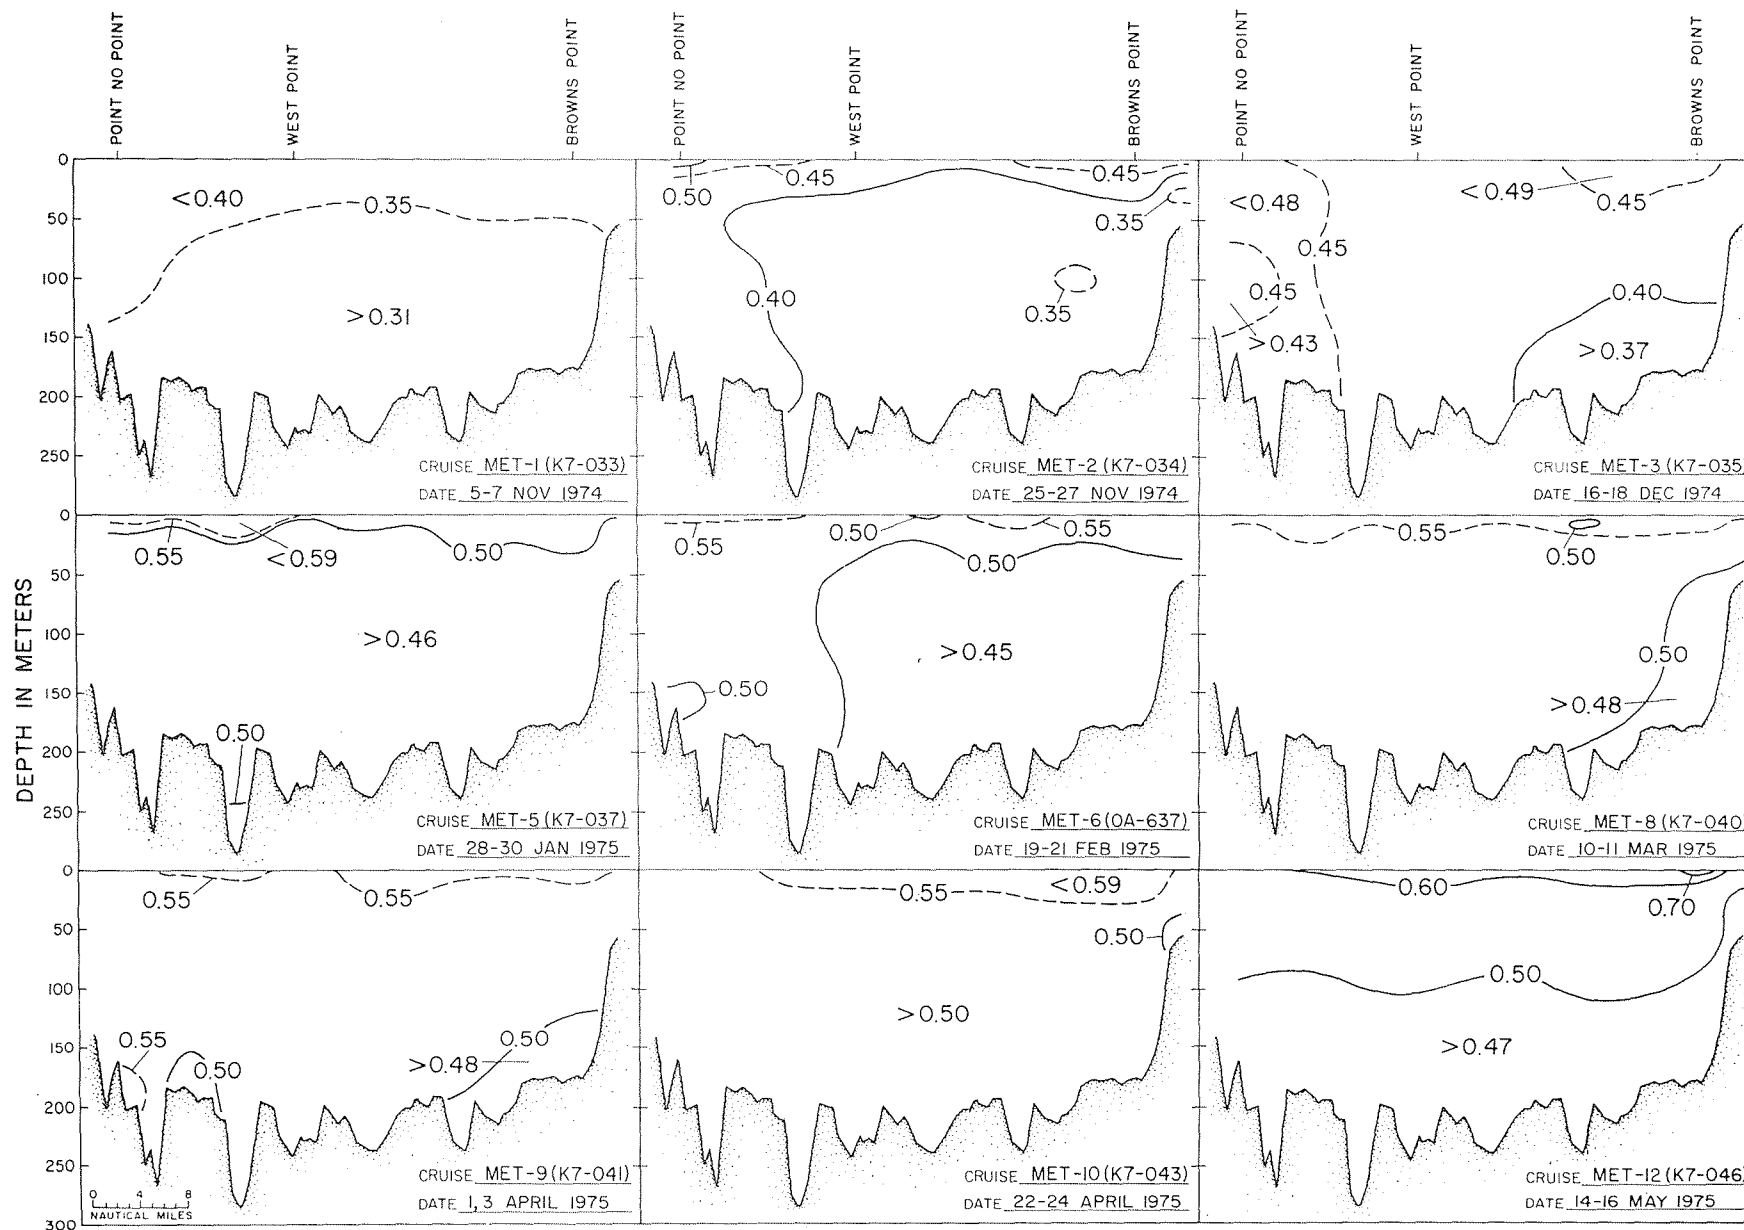 POINT NO POINT
WEST POINT
BROWNS POINT
POINT NO POINT
WEST POINT
BROWNS POINT
POINT NO POINT
WEST POINT
BROWNS POINT
DEPTH IN METERS
0
50
100
150
200
250
<0.40
0.35
>0.31
CRUISE MET-1 (K7-033)
DATE 5-7 NOV 1974
0.50
0.45
0.45
0.35
0.40
0.35
CRUISE MET-2 (K7-034)
DATE 25-27 NOV 1974
<0.48
<0.49
0.45
0.45
0.45
0.40
>0.43
>0.37
CRUISE MET-3 (K7-035)
DATE 16-18 DEC 1974
0
50
100
150
200
250
0.55
<0.59
0.50
>0.46
0.50
CRUISE MET-5 (K7-037)
DATE 28-30 JAN 1975
0.55
0.50
0.55
0.50
>0.45
0.50
CRUISE MET-6 (OA-637)
DATE 19-21 FEB 1975
0.55
0.50
0.50
>0.48
CRUISE MET-8 (K7-040)
DATE 10-11 MAR 1975
0
50
100
150
200
250
300
0.55
0.55
0.55
0.50
0.50
>0.48
CRUISE MET-9 (K7-041)
DATE 1,3 APRIL 1975
0 4 8
NAUTICAL MILES
0.55
<0.59
0.50
>0.50
CRUISE MET-10 (K7-043)
DATE 22-24 APRIL 1975
0.60
0.70
0.50
>0.47
CRUISE MET-12 (K7-046)
DATE 14-16 MAY 1975